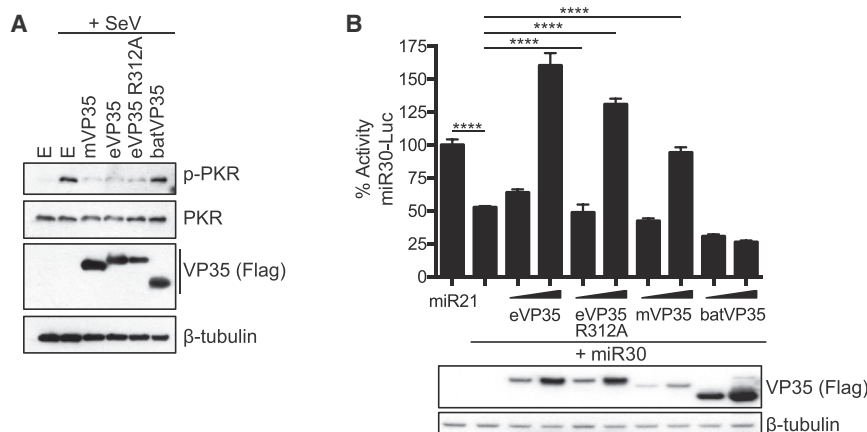 A
+ SeV
E
E
mVP35
eVP35
eVP35 R312A
batVP35
p-PKR
PKR
VP35 (Flag)
β-tubulin
B
****
****
****
****
% Activity
miR30-Luc
175
150
125
100
75
50
25
0
miR21
eVP35
eVP35
R312A
mVP35
batVP35
+ miR30
VP35 (Flag)
β-tubulin